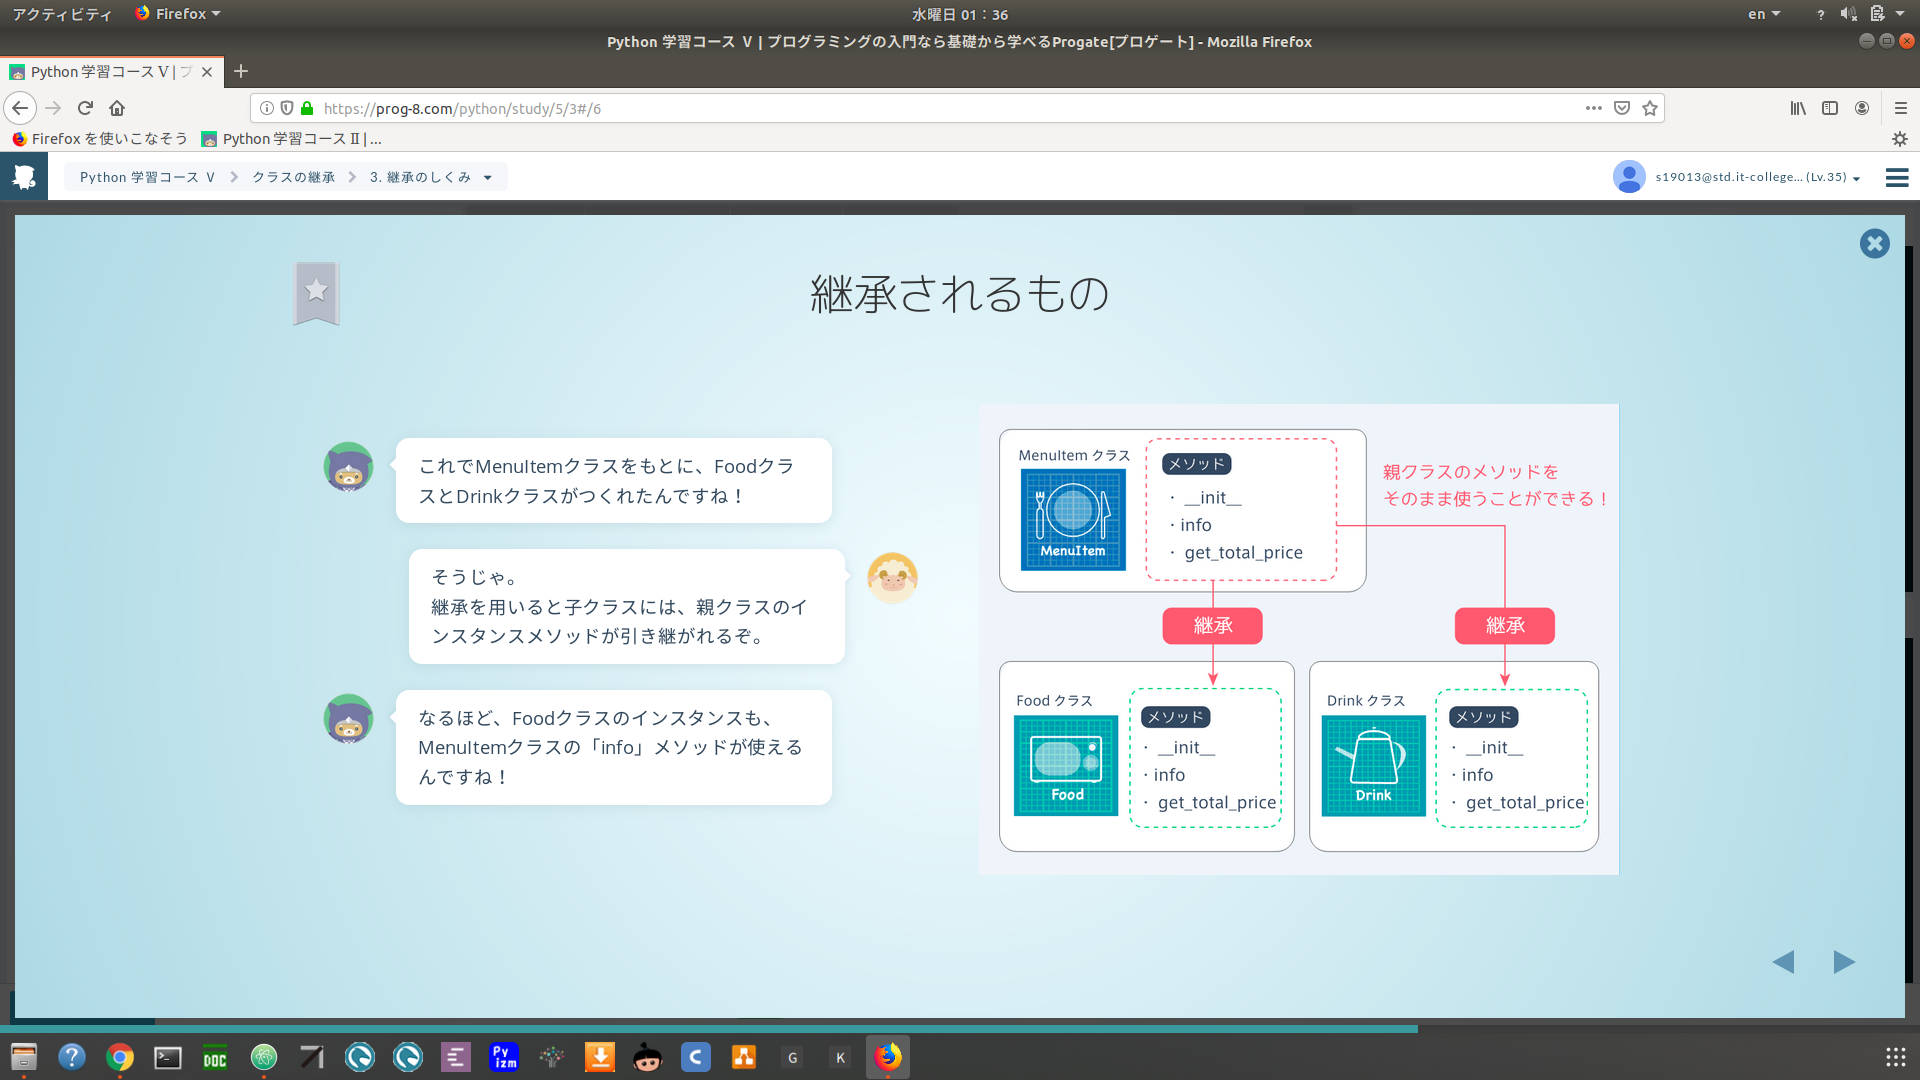 アクティビティ
Firefox
水曜日 01：36
en
Python 学習コース Ⅴ | プログラミングの入門なら基礎から学べるProgate[プロゲート] - Mozilla Firefox
Python 学習コース Ⅴ | プ
https://prog-8.com/python/study/5/3#/6
Firefox を使いこなそう
Python 学習コース Ⅱ | ...
Python 学習コース Ⅴ
クラスの継承
3. 継承のしくみ
s19013@std.it-college... (Lv.35)
継承されるもの
これでMenuItemクラスをもとに、Foodクラ
スとDrinkクラスがつくれたんですね！
そうじゃ。
継承を用いると子クラスには、親クラスのイ
ンスタンスメソッドが引き継がれるぞ。
なるほど、Foodクラスのインスタンスも、
MenuItemクラスの「info」メソッドが使える
んですね！
MenuItem クラス
MenuItem
メソッド
・ __init__
・info
・ get_total_price
親クラスのメソッドを
そのまま使うことができる！
継承
継承
Food クラス
Food
メソッド
・ __init__
・info
・ get_total_price
Drink クラス
Drink
メソッド
・ __init__
・info
・ get_total_price
DOC
Py
izm
C
G
K